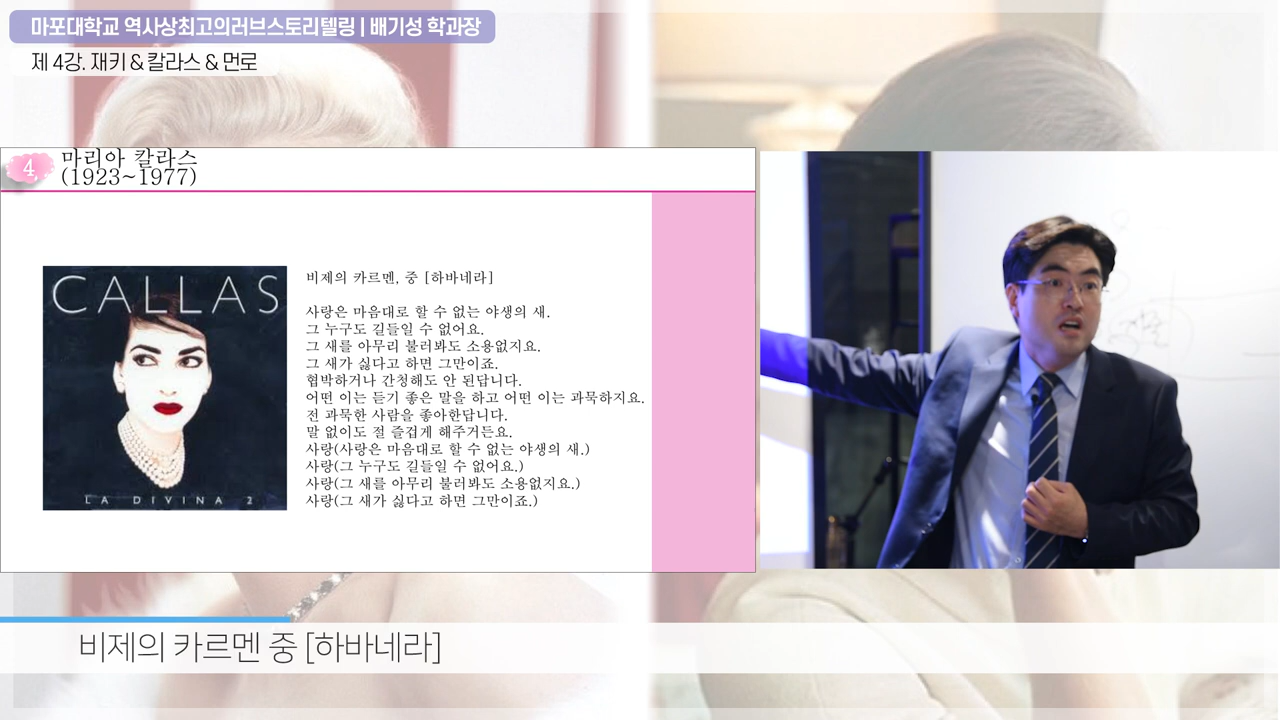 마포대학교 역사상최고의러브스토리텔링 | 배기성 학과장
제 4강. 재키 & 칼라스 & 먼로
4
마리아 칼라스
(1923~1977)
CALLAS
LA DIVINA 2
비제의 카르멘, 중 [하바네라]
사랑은 마음대로 할 수 없는 야생의 새.
그 누구도 길들일 수 없어요.
그 새를 아무리 불러봐도 소용없지요.
그 새가 싫다고 하면 그만이죠.
협박하거나 간청해도 안 된답니다.
어떤 이는 듣기 좋은 말을 하고 어떤 이는 과묵하지요.
전 과묵한 사람을 좋아한답니다.
말 없이도 절 즐겁게 해주거든요.
사랑(사랑은 마음대로 할 수 없는 야생의 새.)
사랑(그 누구도 길들일 수 없어요.)
사랑(그 새를 아무리 불러봐도 소용없지요.)
사랑(그 새가 싫다고 하면 그만이죠.)
비제의 카르멘 중 [하바네라]